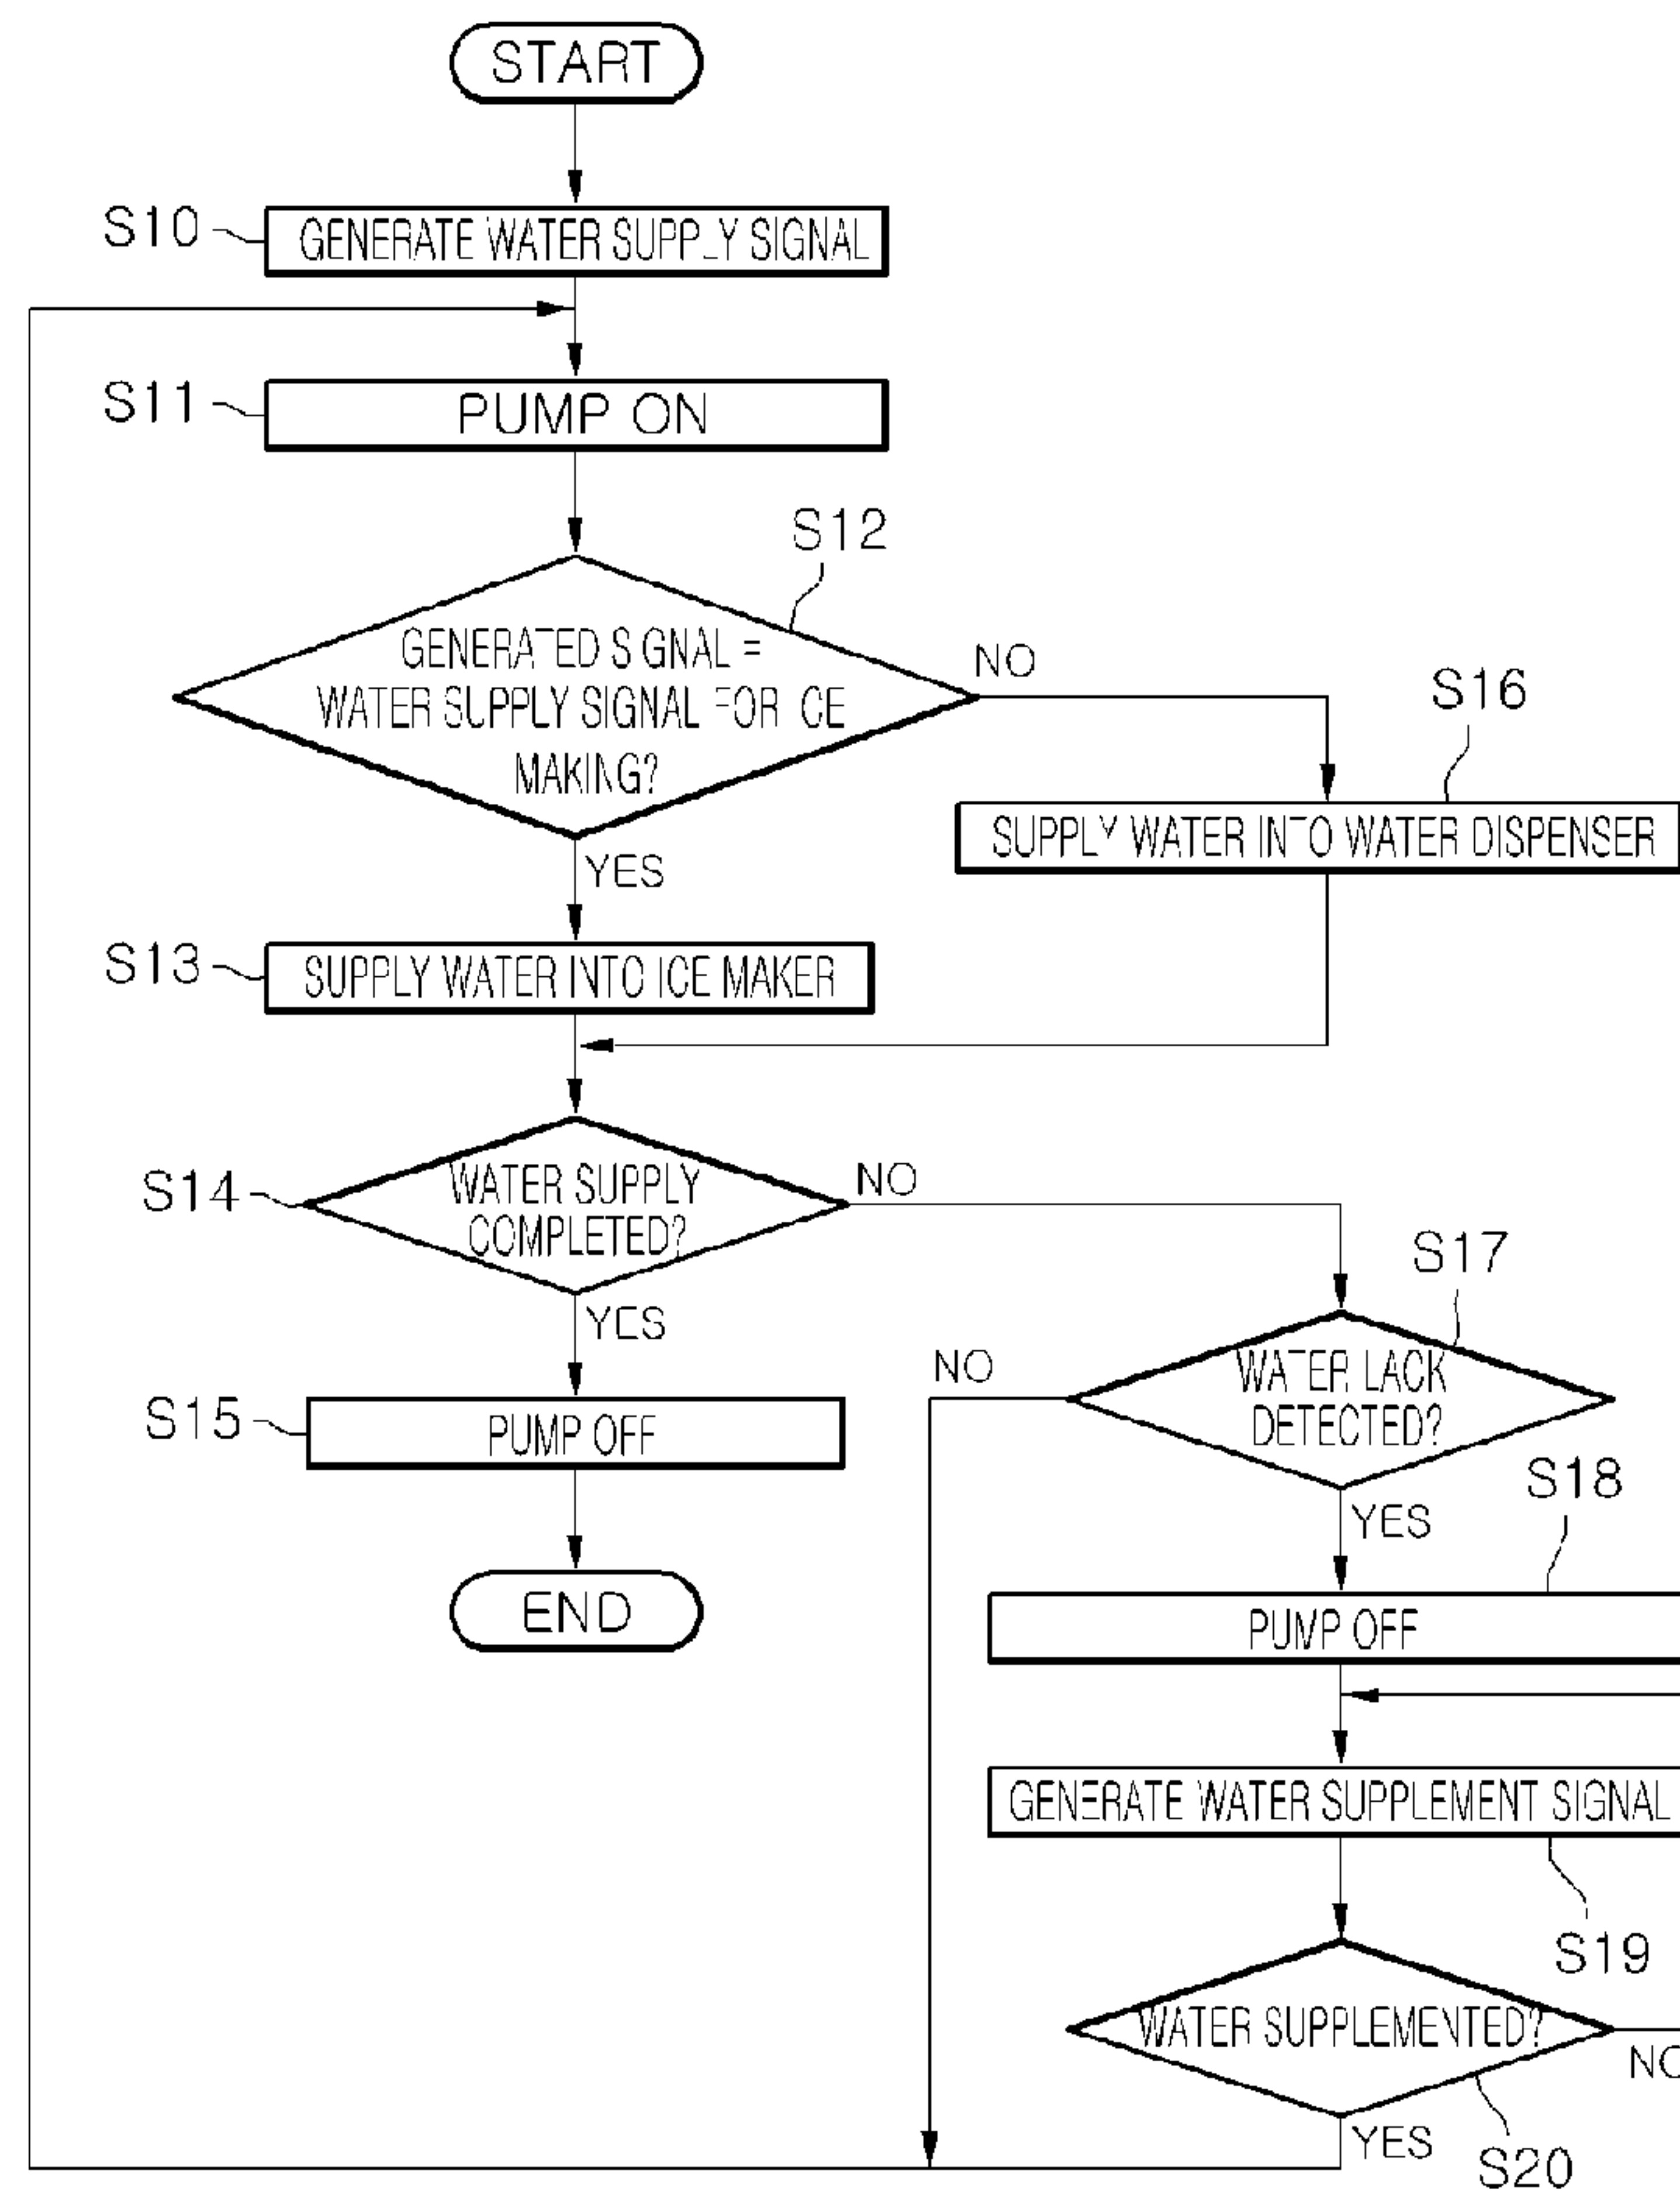 START
S10
GENERATE WATER SUPPLY SIGNAL
S11
PUMP ON
S12
GENERATED SIGNAL =
WATER SUPPLY SIGNAL FOR ICE
MAKING?
NO
S16
SUPPLY WATER INTO WATER DISPENSER
YES
S13
SUPPLY WATER INTO ICE MAKER
S14
WATER SUPPLY
COMPLETED?
NO
S17
YES
NO
WATER LACK
DETECTED?
S15
PUMP OFF
S18
YES
END
PUMP OFF
GENERATE WATER SUPPLEMENT SIGNAL
S19
WATER SUPPLEMENTED?
NO
YES
S20